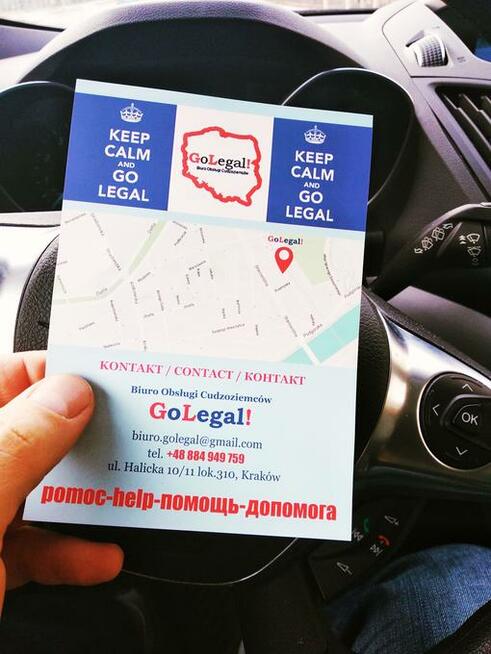 KEEP
CALM
AND
GO
LEGAL
GoLegal!
Biuro Obsługi Cudzoziemców
KEEP
CALM
AND
GO
LEGAL
GoLegal!
KONTAKT / CONTACT / КОНТАКТ
Biuro Obsługi Cudzoziemców
GoLegal!
biuro.golegal@gmail.com
tel. +48 884 949 759
ul. Halicka 10/11 lok.310, Kraków
pomoc-help-помощь-допомога
OK